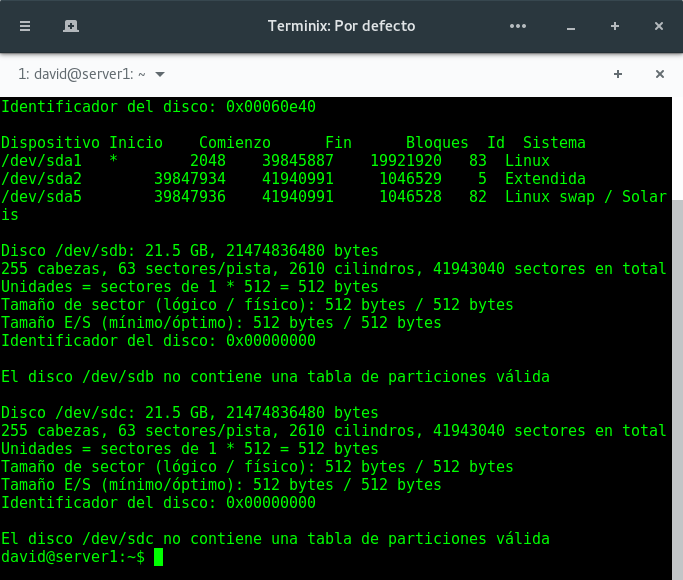 Terminix: Por defecto
1: david@server1: ~
Identificador del disco: 0x00060e40
Dispositivo Inicio    Comienzo      Fin      Bloques  Id  Sistema
/dev/sda1   *        2048    39845887    19921920   83  Linux
/dev/sda2        39847934    41940991     1046529    5  Extendida
/dev/sda5        39847936    41940991     1046528   82  Linux swap / Solar
is
Disco /dev/sdb: 21.5 GB, 21474836480 bytes
255 cabezas, 63 sectores/pista, 2610 cilindros, 41943040 sectores en total
Unidades = sectores de 1 * 512 = 512 bytes
Tamaño de sector (lógico / físico): 512 bytes / 512 bytes
Tamaño E/S (mínimo/óptimo): 512 bytes / 512 bytes
Identificador del disco: 0x00000000
El disco /dev/sdb no contiene una tabla de particiones válida
Disco /dev/sdc: 21.5 GB, 21474836480 bytes
255 cabezas, 63 sectores/pista, 2610 cilindros, 41943040 sectores en total
Unidades = sectores de 1 * 512 = 512 bytes
Tamaño de sector (lógico / físico): 512 bytes / 512 bytes
Tamaño E/S (mínimo/óptimo): 512 bytes / 512 bytes
Identificador del disco: 0x00000000
El disco /dev/sdc no contiene una tabla de particiones válida
david@server1:~$